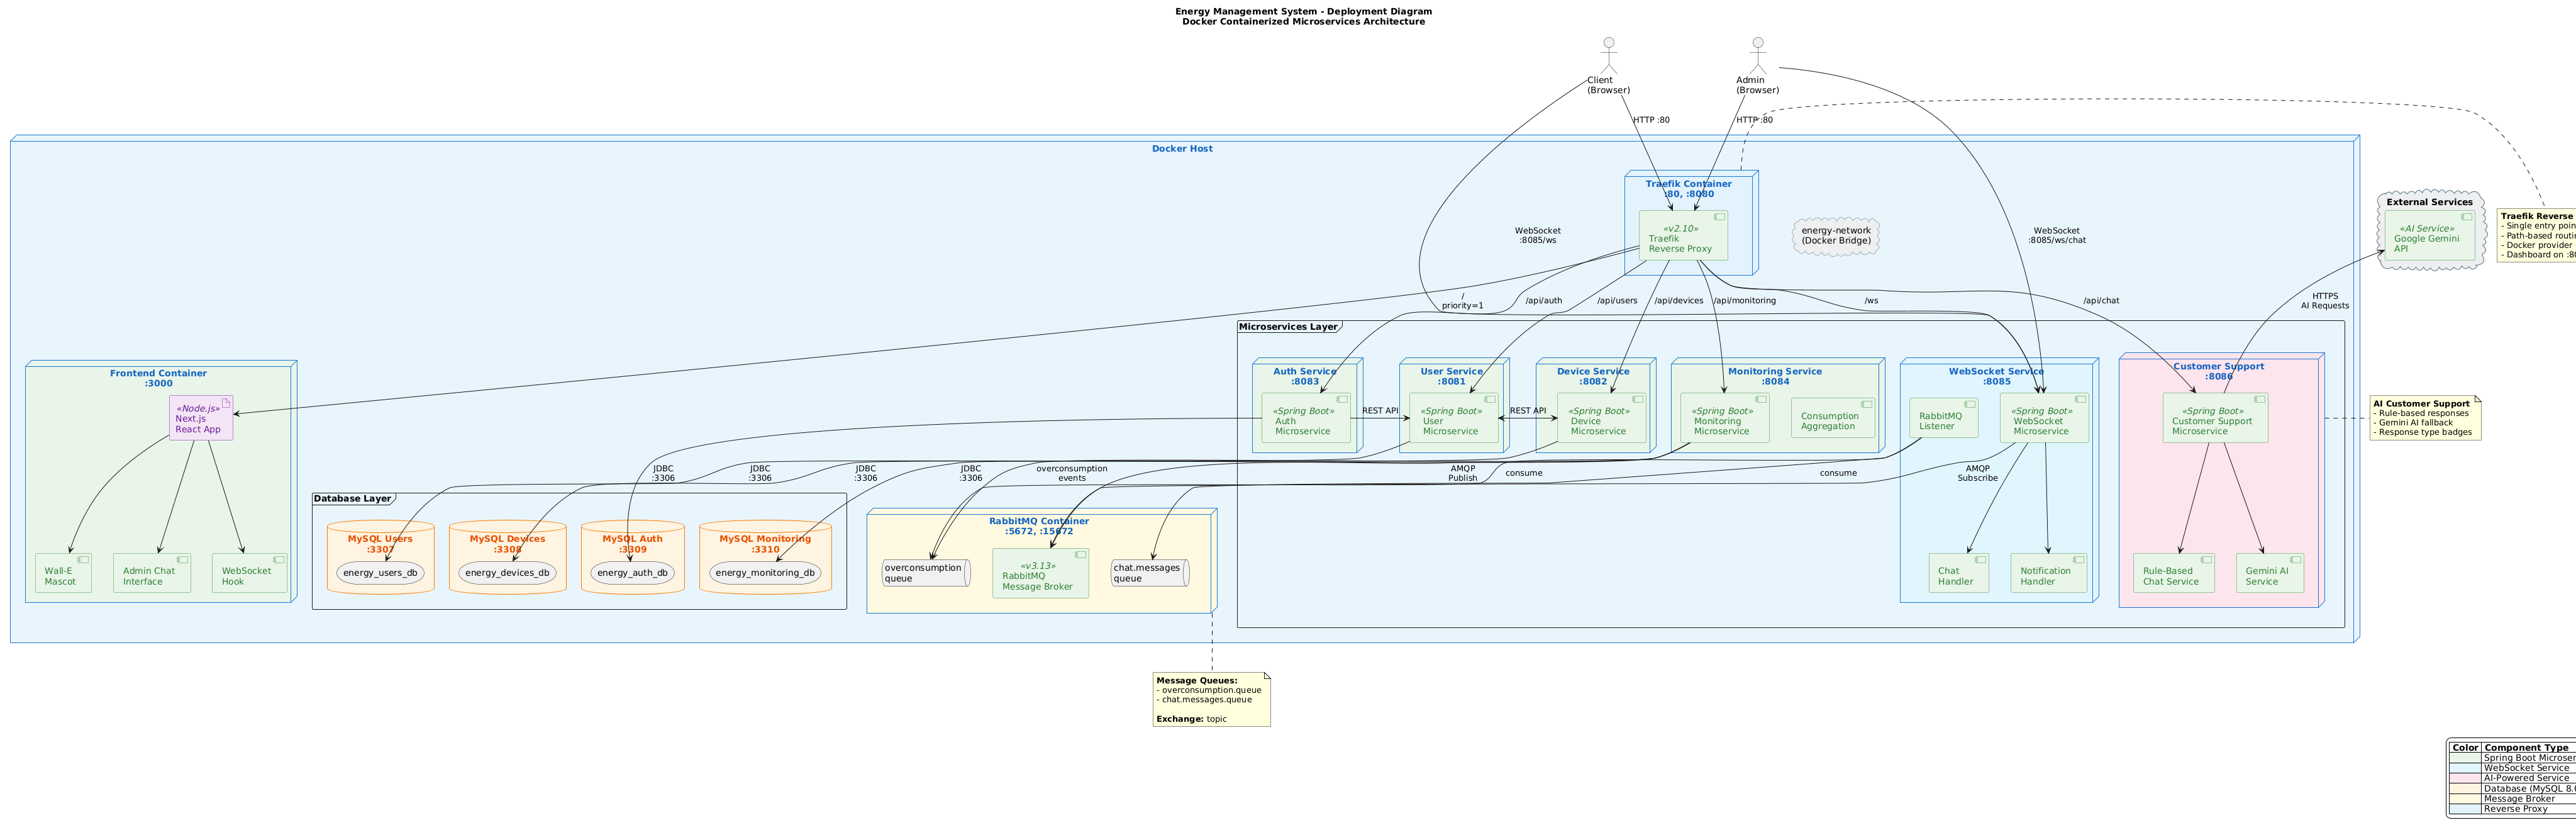 Energy Management System - Deployment Diagram
Docker Containerized Microservices Architecture
Client
(Browser)
Admin
(Browser)
HTTP :80
HTTP :80
Docker Host
Traefik Container
:80, :8080
«v2.10»
Traefik
Reverse Proxy
energy-network
(Docker Bridge)
WebSocket
:8085/ws
WebSocket
:8085/ws/chat
External Services
«AI Service»
Google Gemini
API
Traefik Reverse
- Single entry
- Path-based
- Docker provider
- Dashboard on
/
priority=1
/api/auth
/api/users
/api/devices
/api/monitoring
/ws
/api/chat
HTTPS
AI Requests
Microservices Layer
Frontend Container
:3000
«Node.js»
Next.js
React App
Wall-E
Mascot
Admin Chat
Interface
WebSocket
Hook
Auth Service
:8083
«Spring Boot»
Auth
Microservice
REST API
User Service
:8081
«Spring Boot»
User
Microservice
REST API
Device Service
:8082
«Spring Boot»
Device
Microservice
Monitoring Service
:8084
«Spring Boot»
Monitoring
Microservice
Consumption
Aggregation
WebSocket Service
:8085
RabbitMQ
Listener
«Spring Boot»
WebSocket
Microservice
Customer Support
:8086
«Spring Boot»
Customer Support
Microservice
AI Customer Support
- Rule-based responses
- Gemini AI fallback
- Response type badges
JDBC
:3306
JDBC
:3306
JDBC
:3306
JDBC
:3306
overconsumption
events
AMQP
Publish
consume
consume
AMQP
Subscribe
Database Layer
MySQL Users
:3307
energy_users_db
MySQL Devices
:3308
energy_devices_db
MySQL Auth
:3309
energy_auth_db
MySQL Monitoring
:3310
energy_monitoring_db
RabbitMQ Container
:5672, :15672
overconsumption
queue
«v3.13»
RabbitMQ
Message Broker
chat.messages
queue
Chat
Handler
Notification
Handler
Rule-Based
Chat Service
Gemini AI
Service
Message Queues:
- overconsumption.queue
- chat.messages.queue
Exchange: topic
Color Component Type
Spring Boot
WebSocket Service
AI-Powered Service
Database (MySQL
Message Broker
Reverse Proxy